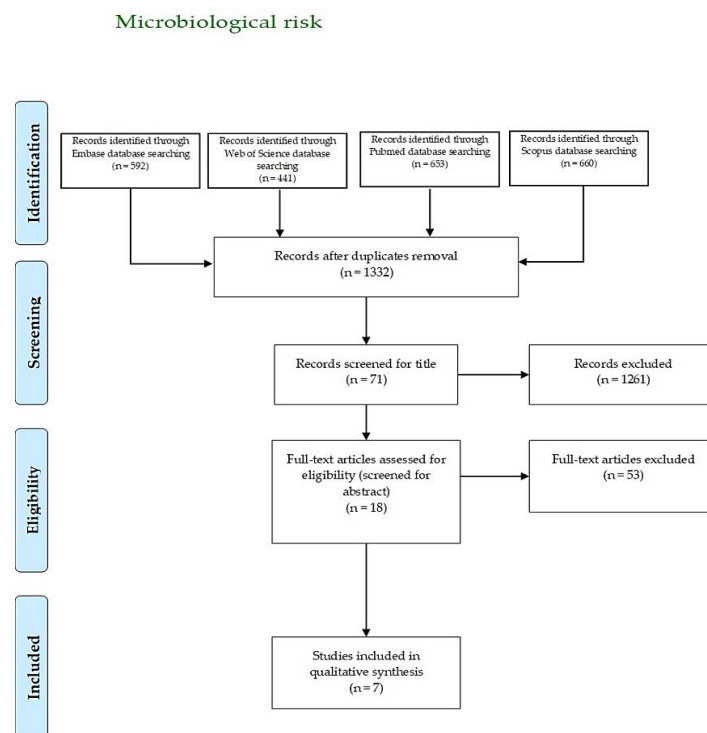 Microbiological risk
Identification
Records identified through
Embase database searching
(n = 592)
Records identified through
Web of Science database
searching
(n = 441)
Records identified through
Pubmed database searching
(n = 653)
Records identified through
Scopus database searching
(n = 660)
Records after duplicates removal
(n = 1332)
Screening
Records screened for title
(n = 71)
Records excluded
(n = 1261)
Eligibility
Full-text articles assessed for
eligibility (screened for
abstract)
(n = 18)
Full-text articles excluded
(n = 53)
Included
Studies included in
qualitative synthesis
(n = 7)